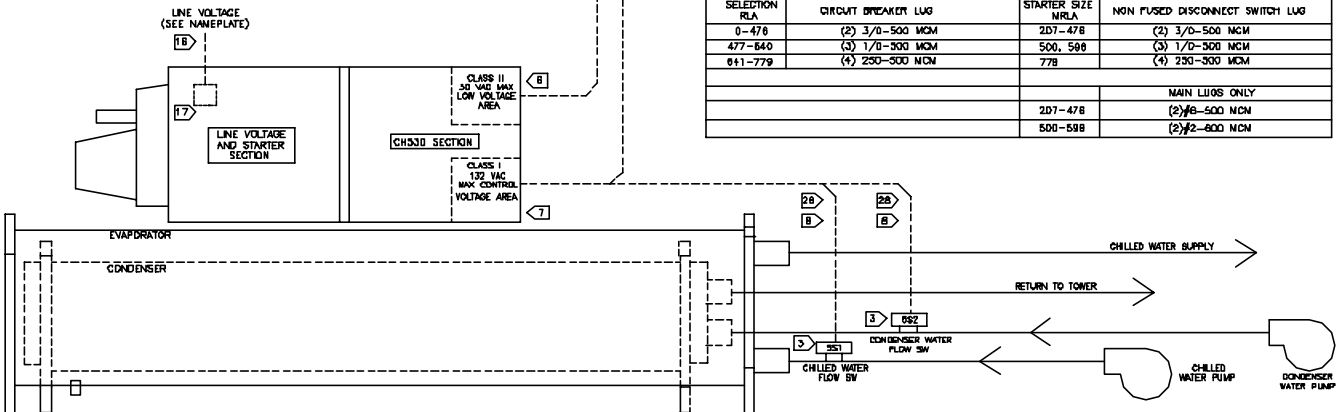 LINE VOLTAGE
(SEE NAMEPLATE)
16
17
LINE VOLTAGE
AND STARTER
SECTION
CH530 SECTION
CLASS II
30 VAC MAX
LOW VOLTAGE
AREA
6
CLASS I
132 VAC
MAX CONTROL
VOLTAGE AREA
7
SELECTION
RLA
CIRCUIT BREAKER LUG
STARTER SIZE
NRLA
NON FUSED DISCONNECT SWITCH LUG
0-476
(2) 3/0-500 MCM
207-476
(2) 3/0-500 MCM
477-640
(3) 1/0-500 MCM
500, 598
(3) 1/0-500 MCM
641-779
(4) 250-500 MCM
779
(4) 250-500 MCM
MAIN LUGS ONLY
207-476
(2)#6-500 MCM
500-598
(2)#2-600 MCM
28
8
28
8
EVAPORATOR
CONDENSER
CHILLED WATER SUPPLY
RETURN TO TOWER
3
5S2
CONDENSER WATER
FLOW SW
3
5S1
CHILLED WATER
FLOW SW
CHILLED
WATER PUMP
CONDENSER
WATER PUMP